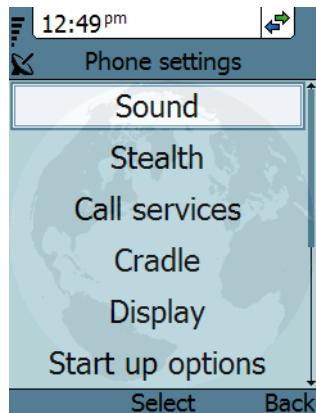 12:49pm
Phone settings
Sound
Stealth
Call services
Cradle
Display
Start up options
Select Back